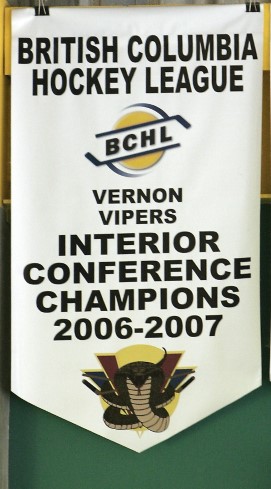 BRITISH COLUMBIA
HOCKEY LEAGUE
BCHL
VERNON
VIPERS
INTERIOR
CONFERENCE
CHAMPIONS
2006-2007